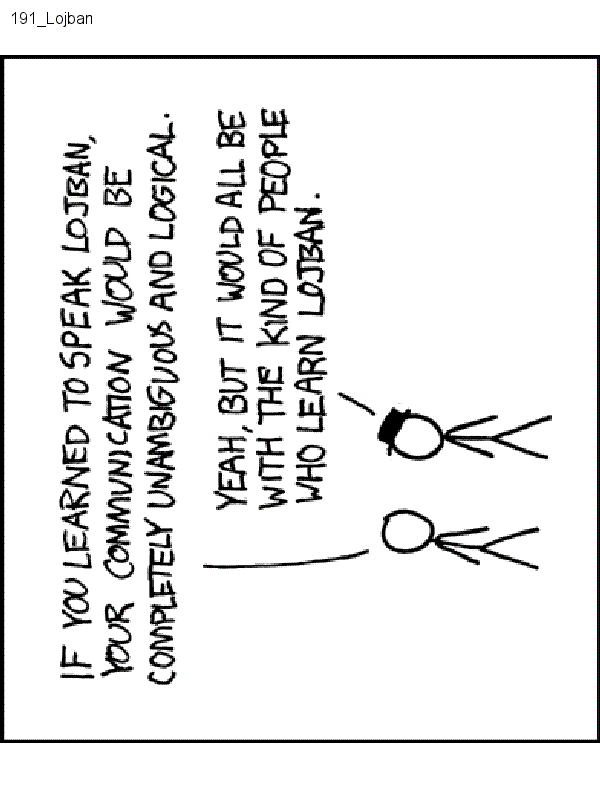 191_Lojban
IF YOU LEARNED TO SPEAK LOJBAN,
YOUR COMMUNICATION WOULD BE
COMPLETELY UNAMBIGUOUS AND LOGICAL.
YEAH, BUT IT WOULD ALL BE
WITH THE KIND OF PEOPLE
WHO LEARN LOJBAN.